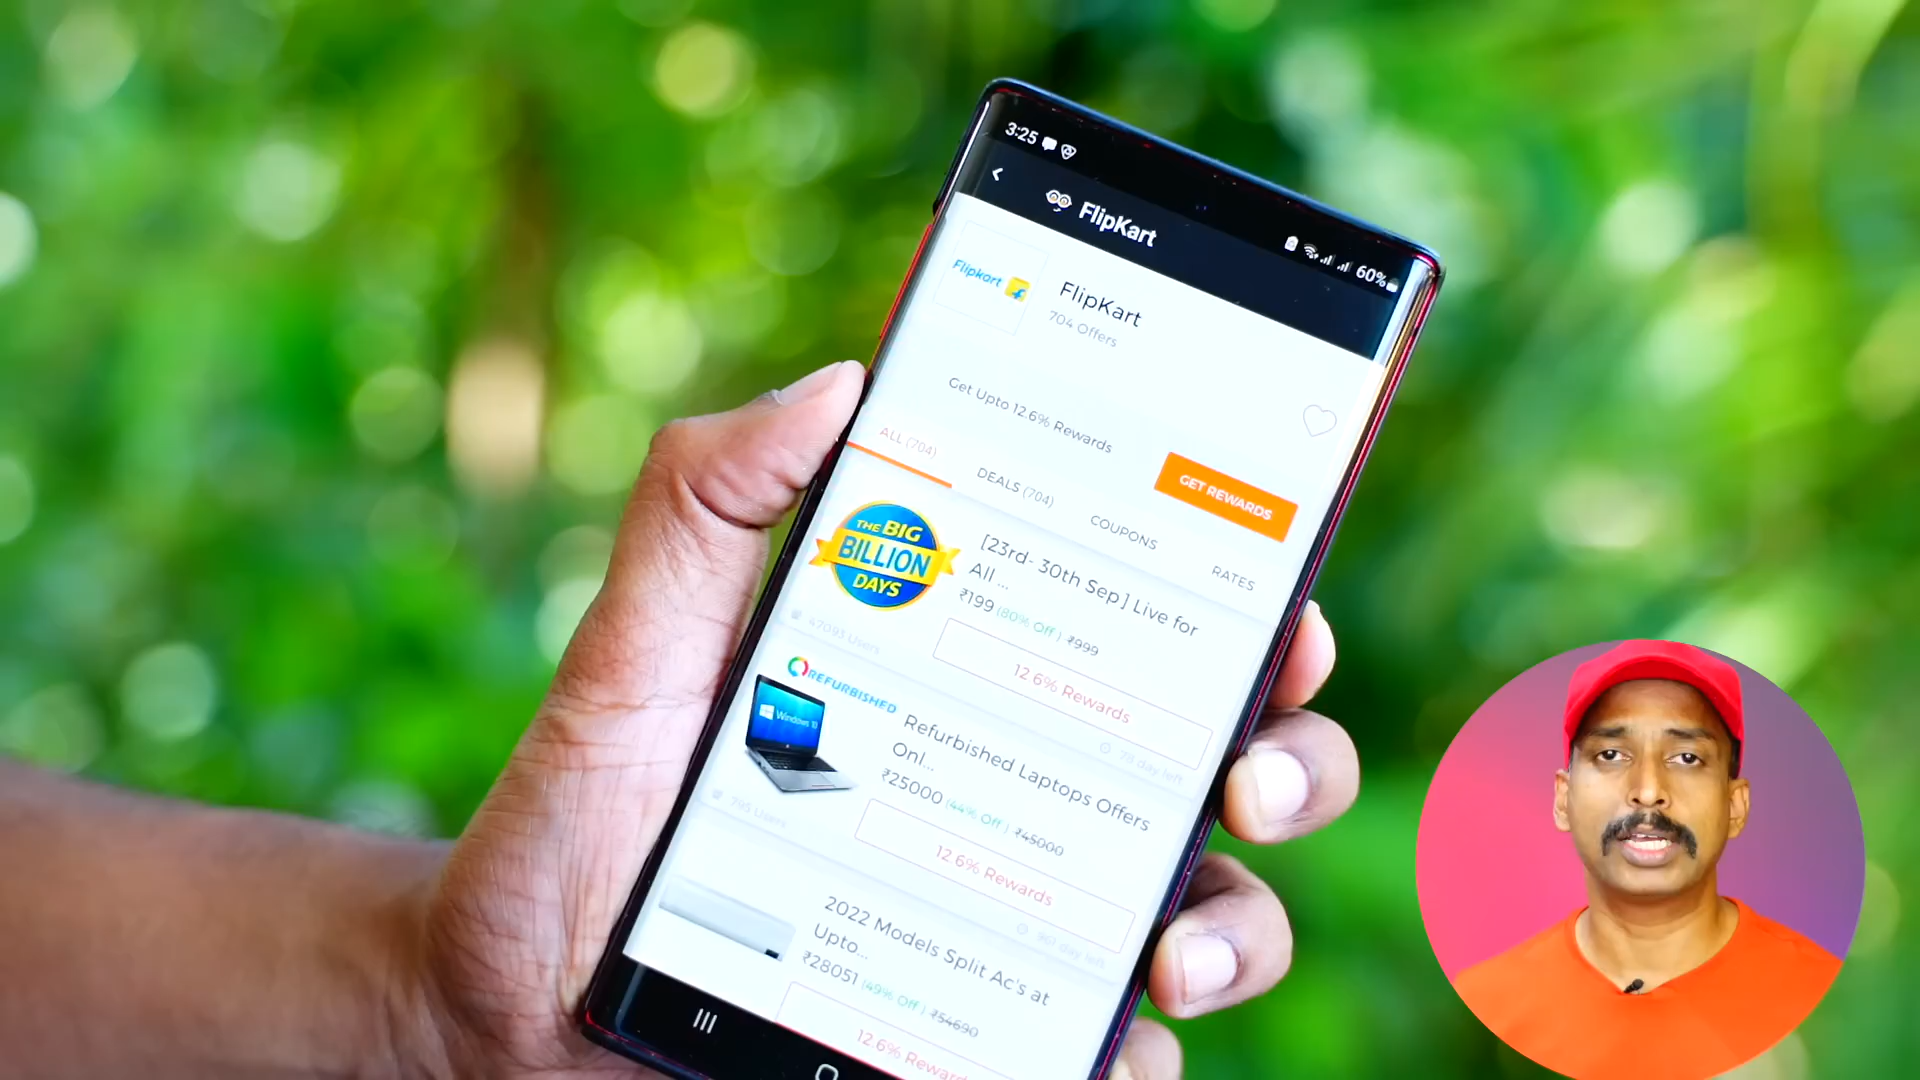 3:25
60%
FlipKart
Flipkart
FlipKart
704 Offers
Get Upto 12.6% Rewards
GET REWARDS
ALL (704)
DEALS (704)
COUPONS
RATES
THE BIG
BILLION
DAYS
[23rd- 30th Sep] Live for
All ...
₹199 (80% Off ) ₹999
12.6% Rewards
47093 Users
79 day left
REFURBISHED
Windows 10
Refurbished Laptops Offers
Onl...
₹25000 (44% Off ) ₹45000
12.6% Rewards
795 Users
961 day left
2022 Models Split Ac's at
Upto...
₹28051 (49% Off ) ₹54690
12.6% Reward